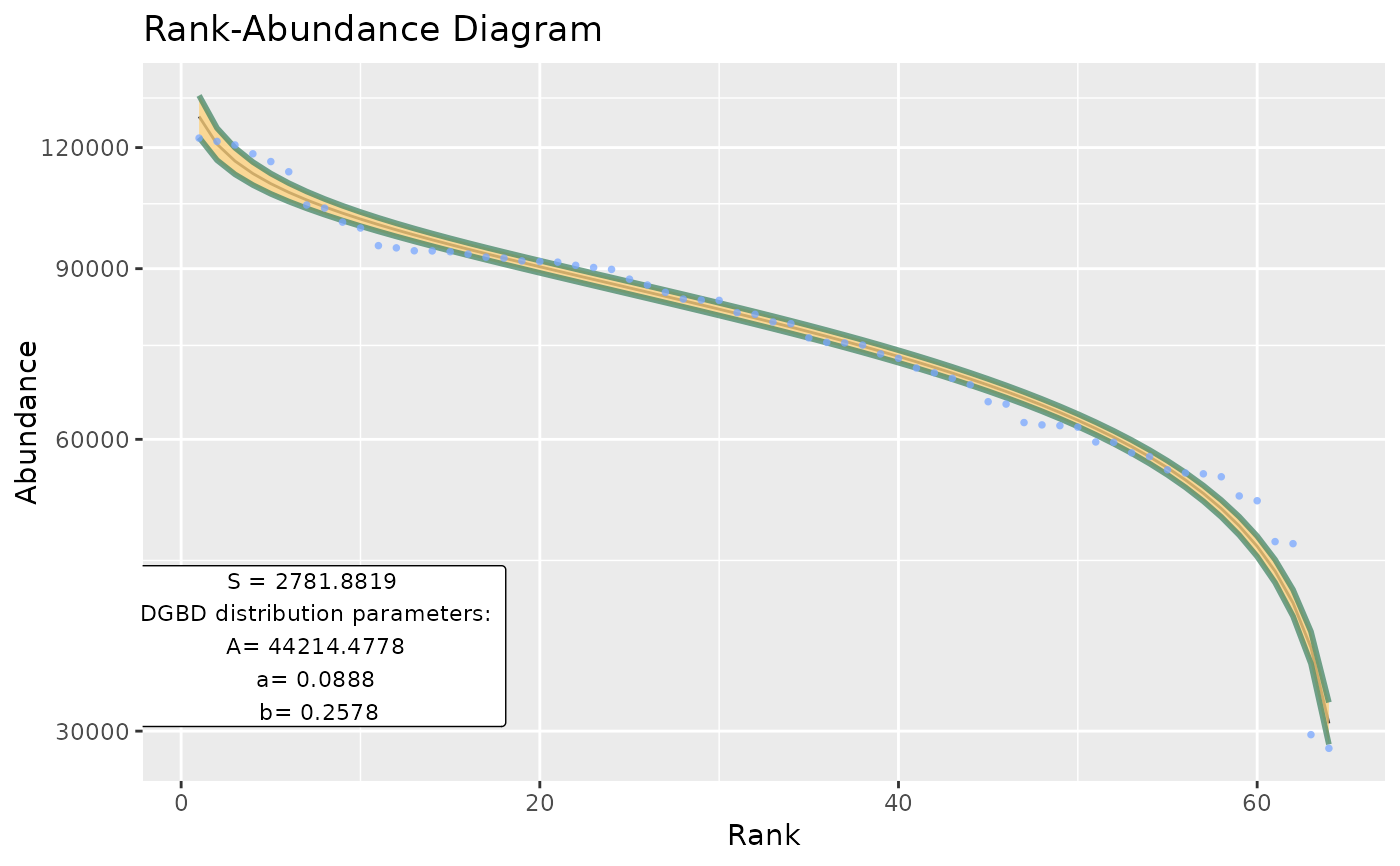 Rank-Abundance Diagram
Abundance
120000
90000
60000
30000
S = 2781.8819
DGBD distribution parameters:
A= 44214.4778
a= 0.0888
b= 0.2578
0 20 40 60
Rank